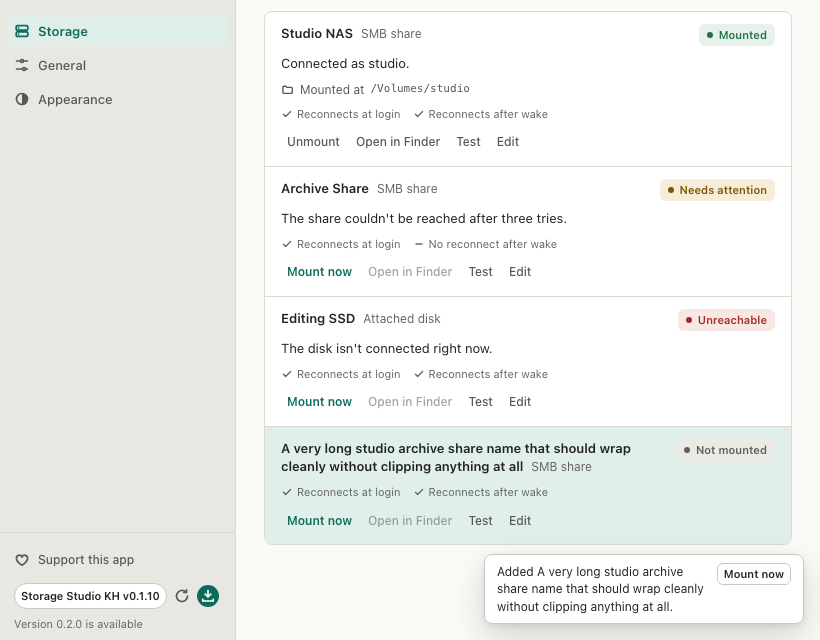 Storage
General
Appearance
Support this app
Storage Studio KH v0.1.10
Version 0.2.0 is available
Studio NAS SMB share
Mounted
Connected as studio.
Mounted at /Volumes/studio
Reconnects at login Reconnects after wake
Unmount Open in Finder Test Edit
Archive Share SMB share
Needs attention
The share couldn't be reached after three tries.
Reconnects at login No reconnect after wake
Mount now Open in Finder Test Edit
Editing SSD Attached disk
Unreachable
The disk isn't connected right now.
Reconnects at login Reconnects after wake
Mount now Open in Finder Test Edit
A very long studio archive share name that should wrap
cleanly without clipping anything at all SMB share
Not mounted
Reconnects at login Reconnects after wake
Mount now Open in Finder Test Edit
Added A very long studio archive
share name that should wrap cleanly
without clipping anything at all.
Mount now